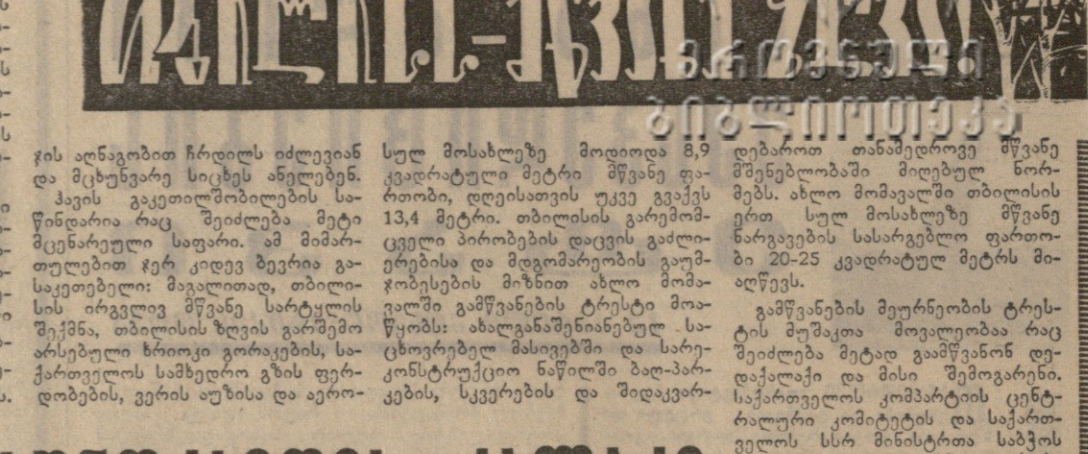 ეროვნული
ბიბლიოთეკა
ჯის აღნაგობით ჩრდილს იძლევიან
და მცხუნვარე სიცხეს ანელებენ.
ჰავის გაკეთილშობილების სა-
წინდარია რაც შეიძლება მეტი
მცენარეული საფარი. ამ მიმარ-
თულებით ჯერ კიდევ ბევრია გა-
საკეთებელი: მაგალითად, თბილი-
სის ირგვლივ მწვანე სარტყლის
შექმნა, თბილისის ზღვის გარშემო
არსებული ხრიოკი გორაკების, სა-
ქართველოს სამხედრო გზის ფერ-
დობების, ვერის აუზისა და აერო-
სულ მოსახლეზე მოდიოდა 8,9
კვადრატული მეტრი მწვანე ფა-
რთობი, დღეისათვის უკვე გვაქვს
13,4 მეტრი. თბილისის გარემომ-
ცველი პირობების დაცვის გაძლი-
ერებისა და მდგომარეობის გაუმ-
ჯობესების მიზნით ახლო მომა-
ვალში გამწვანების ტრესტი მოა-
წყობს: ახალგანაშენიანებულ სა-
ცხოვრებელ მასივებში და სარე-
კონსტრუქციო ნაწილში ბაღ-პარ-
კების, სკვერების და შიდაკვარ-
დებაროთ თანამედროვე მწვანე
მშენებლობაში მიღებულ ნორ-
მებს. ახლო მომავალში თბილისის
ერთ სულ მოსახლეზე მწვანე
ნარგავების სასარგებლო ფართო-
ბი 20-25 კვადრატულ მეტრს მი-
აღწევს.
გამწვანების მეურნეობის ტრეს-
ტის მუშაკთა მოვალეობაა რაც
შეიძლება მეტად გაამწვანონ დე-
დაქალაქი და მისი შემოგარენი.
საქართველოს კომპარტიის ცენტ-
რალური კომიტეტის და საქართ-
ველოს სსრ მინისტრთა საბჭოს